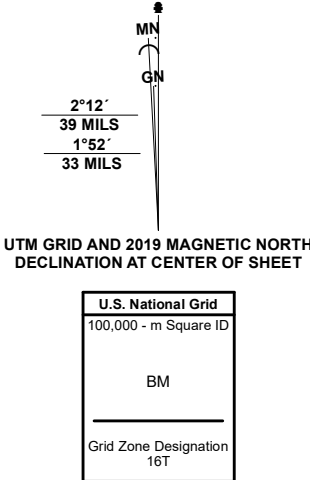 MN
GN
2°12´
39 MILS
1°52´
33 MILS
UTM GRID AND 2019 MAGNETIC NORTH
DECLINATION AT CENTER OF SHEET
U.S. National Grid
100,000 - m Square ID
BM
Grid Zone Designation
16T